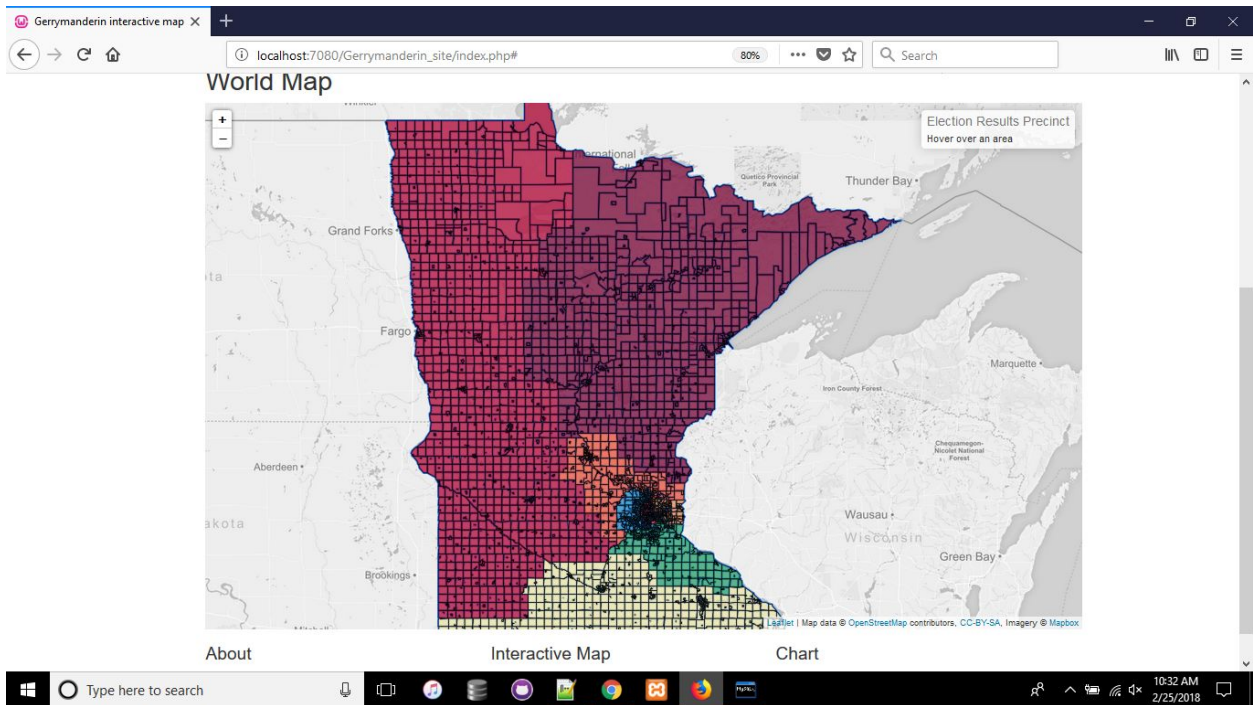 Gerrymanderin interactive map
localhost:7080/Gerrymanderin_site/index.php#
80%
Search
World Map
+
−
Election Results Precinct
Hover over an area
Quetico Provincial
Park
Thunder Bay
Grand Forks
Fargo
Marquette
Iron County Forest
Chequamegon-
Nicolet National
Forest
Aberdeen
Wausau
Wisconsin
Green Bay
Brookings
Leaflet | Map data © OpenStreetMap contributors, CC-BY-SA, Imagery © Mapbox
About
Interactive Map
Chart
Type here to search
10:32 AM
2/25/2018